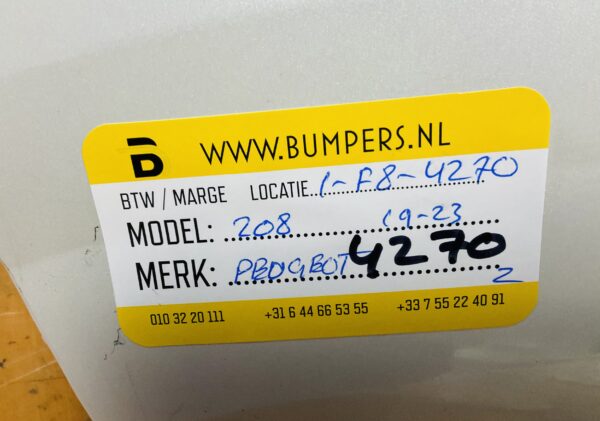 WWW.BUMPERS.NL
BTW / MARGE LOCATIE 1-F8-4270
MODEL: 208 19-23
MERK: PEUGEOT 4270 2
010 32 20 111 +31 6 44 66 53 55 +33 7 55 22 40 91